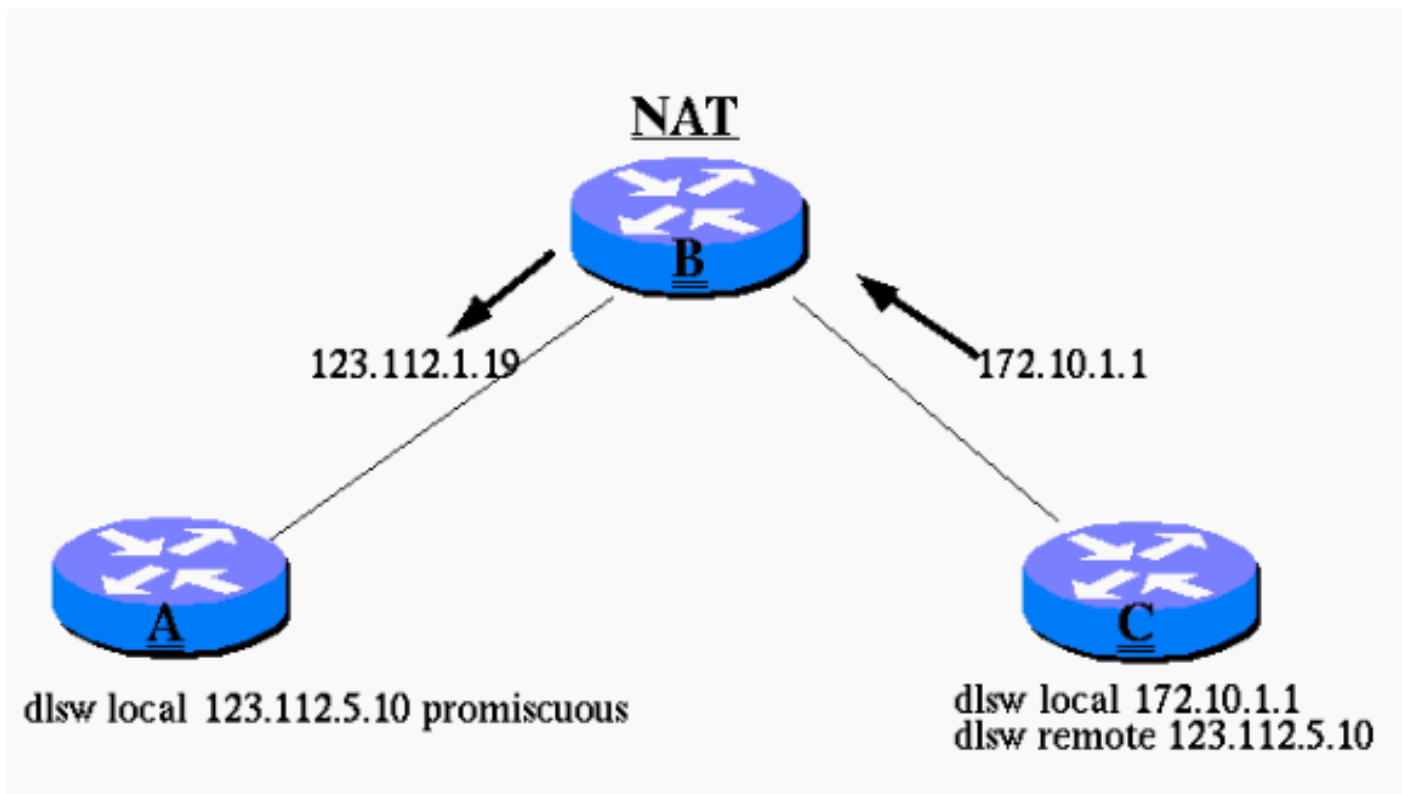 NAT
B
123.112.1.19
172.10.1.1
A
C
dlsw local 123.112.5.10 promiscuous
dlsw local 172.10.1.1
dlsw remote 123.112.5.10